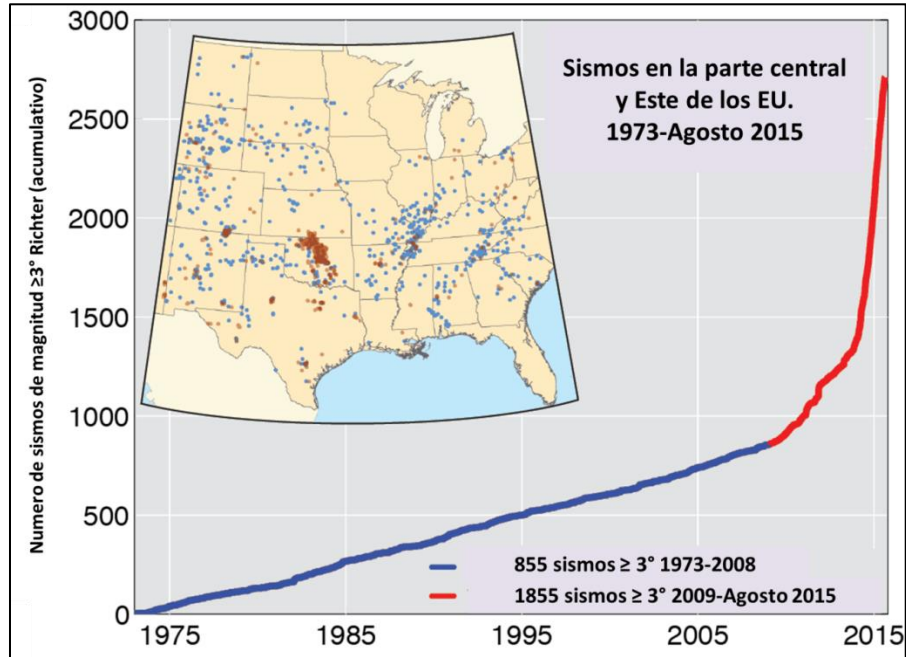 Numero de sismos de magnitud ≥3° Richter (acumulativo)
3000
2500
2000
1500
1000
500
0
Sismos en la parte central
y Este de los EU.
1973-Agosto 2015
855 sismos ≥ 3° 1973-2008
1855 sismos ≥ 3° 2009-Agosto 2015
1975
1985
1995
2005
2015